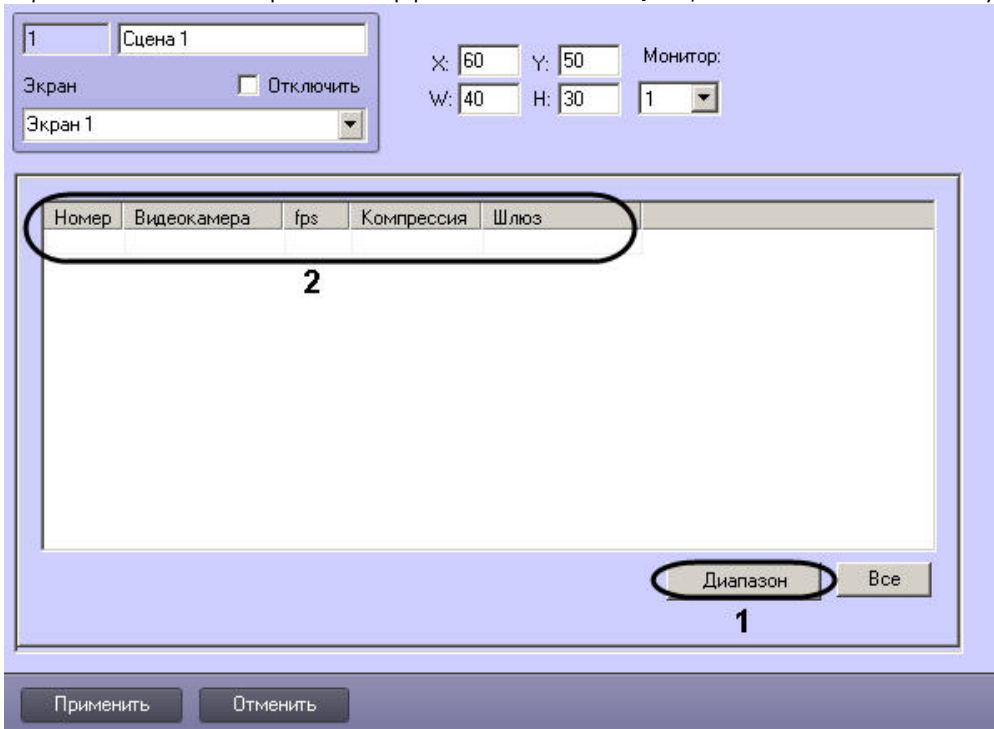 1 Сцена 1
Экран Отключить
Экран 1
X: 60 Y: 50 Монитор:
W: 40 H: 30 1
Номер Видеокамера fps Компрессия Шлюз
2
Диапазон Все
1
Применить Отменить